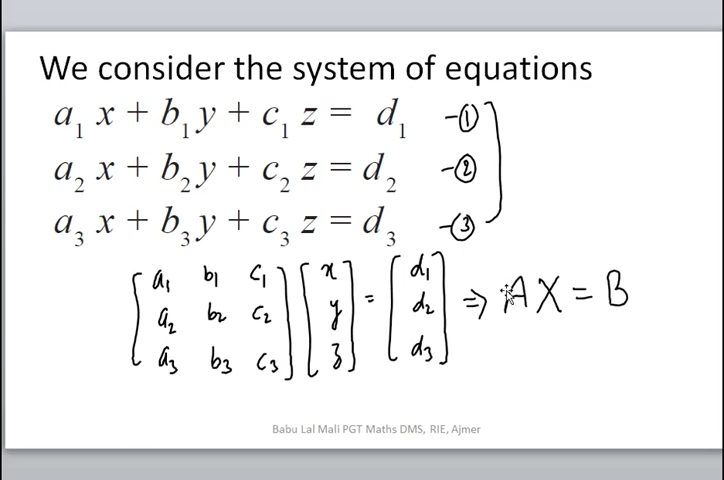 We consider the system of equations
a₁ x + b₁ y + c₁ z = d₁ -①
a₂ x + b₂ y + c₂ z = d₂ -②
a₃ x + b₃ y + c₃ z = d₃ -③
[a₁ b₁ c₁] [x] = [d₁]
[a₂ b₂ c₂] [y] [d₂] ⇒ AX = B
[a₃ b₃ c₃] [z] [d₃]
Babu Lal Mali PGT Maths DMS, RIE, Ajmer